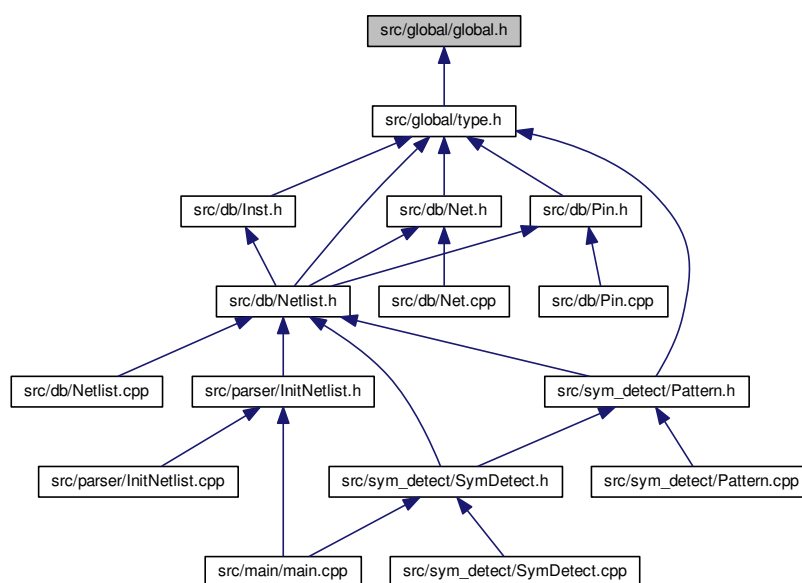 src/global/global.h
src/global/type.h
src/db/Inst.h
src/db/Net.h
src/db/Pin.h
src/db/Netlist.h
src/db/Net.cpp
src/db/Pin.cpp
src/db/Netlist.cpp
src/parser/InitNetlist.h
src/sym_detect/Pattern.h
src/parser/InitNetlist.cpp
src/sym_detect/SymDetect.h
src/sym_detect/Pattern.cpp
src/main/main.cpp
src/sym_detect/SymDetect.cpp